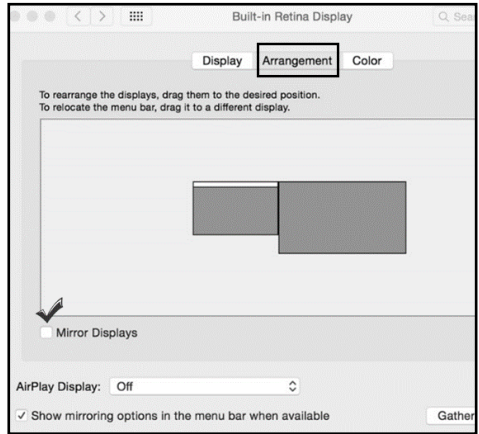 Built-in Retina Display
Sea
Display
Arrangement
Color
To rearrange the displays, drag them to the desired position.
To relocate the menu bar, drag it to a different display.
Mirror Displays
AirPlay Display: Off
Show mirroring options in the menu bar when available
Gather